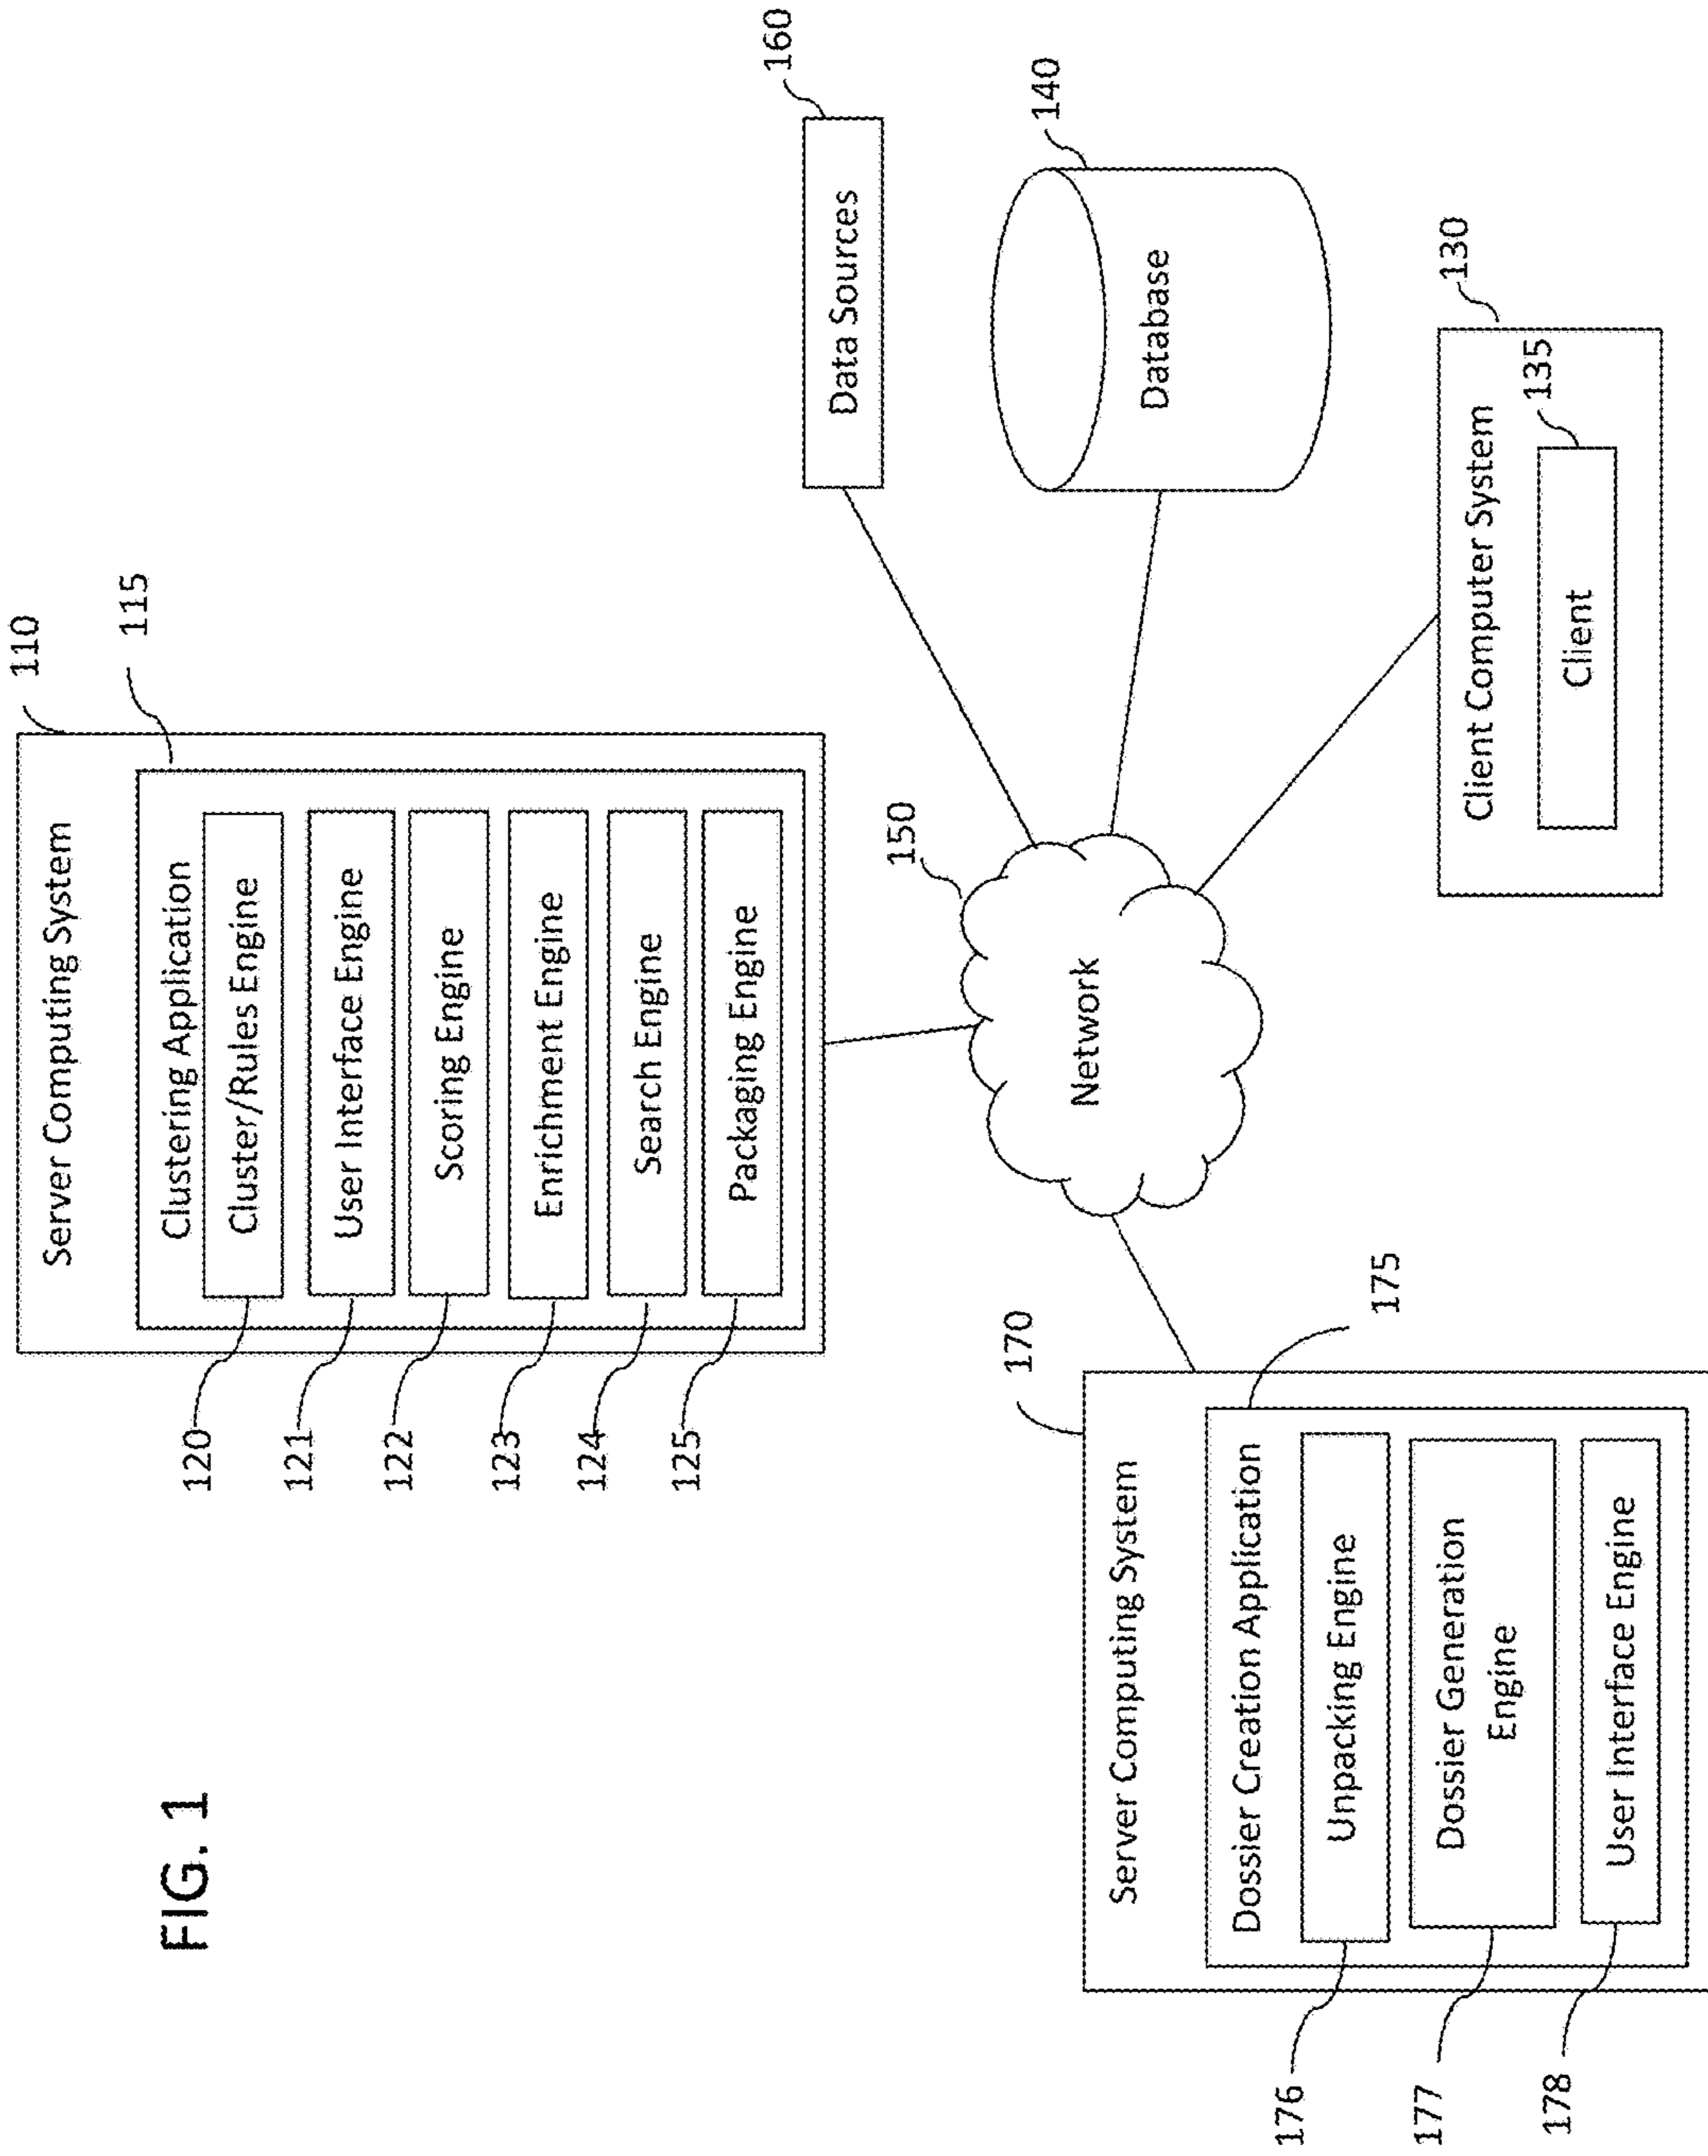 FIG. 1
Server Computing System
110
Clustering Application
115
Cluster/Rules Engine
120
User Interface Engine
121
Scoring Engine
122
Enrichment Engine
123
Search Engine
124
Packaging Engine
125
Data Sources
160
Database
140
Network
150
Client Computer System
130
Client
135
Server Computing System
170
Dossier Creation Application
175
Unpacking Engine
176
Dossier Generation
Engine
177
User Interface Engine
178